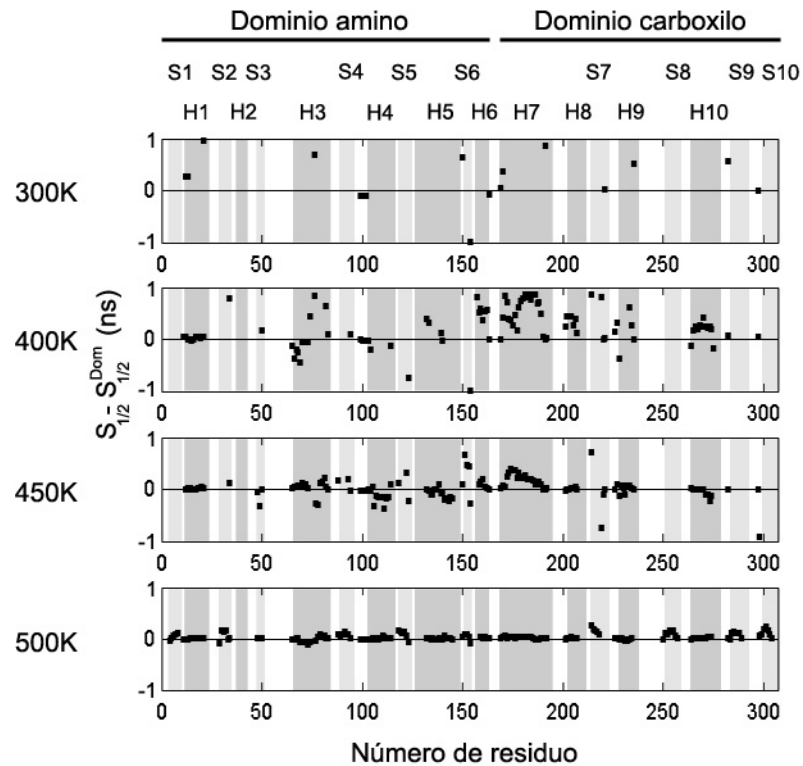 Dominio amino Dominio carboxilo
S1 S2 S3 S4 S5 S6 S7 S8 S9 S10
H1 H2 H3 H4 H5 H6 H7 H8 H9 H10
300K
1
0
-1
0 50 100 150 200 250 300
400K
1
0
-1
0 50 100 150 200 250 300
S1/2 - S1/2Dom (ns)
450K
1
0
-1
0 50 100 150 200 250 300
500K
1
0
-1
0 50 100 150 200 250 300
Número de residuo